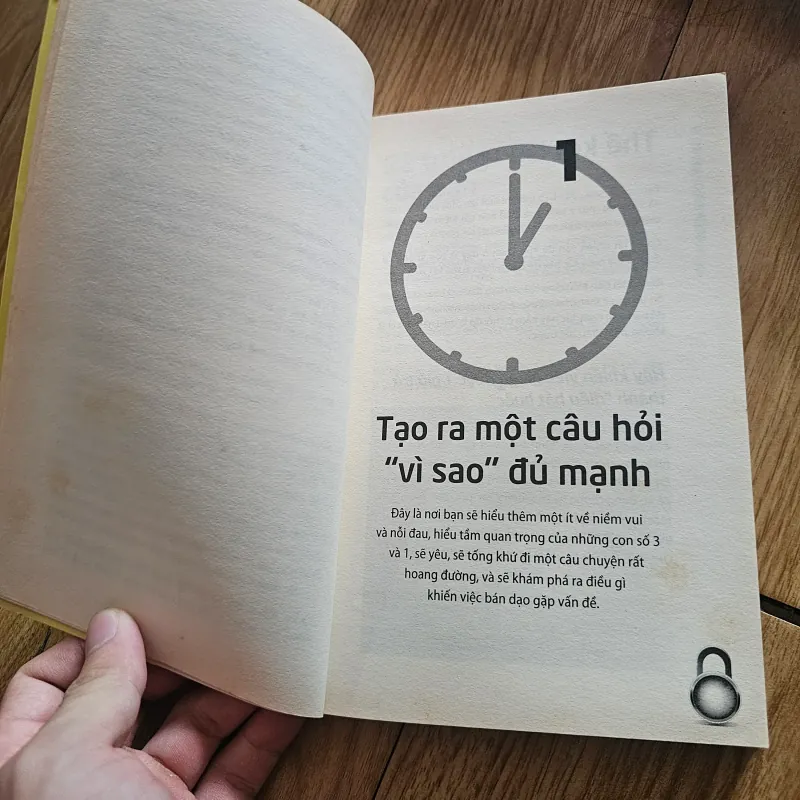 1
Tạo ra một câu hỏi
“vì sao” đủ mạnh
Đây là nơi bạn sẽ hiểu thêm một ít về niềm vui
và nỗi đau, hiểu tầm quan trọng của những con số 3
và 1, sẽ yêu, sẽ tống khứ đi một câu chuyện rất
hoang đường, và sẽ khám phá ra điều gì
khiến việc bán dạo gặp vấn đề.